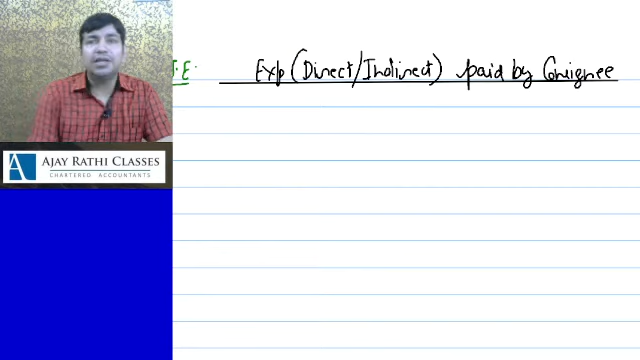 J.E. Exp (Direct/Indirect) paid by Consignee
A AJAY RATHI CLASSES
CHARTERED ACCOUNTANTS